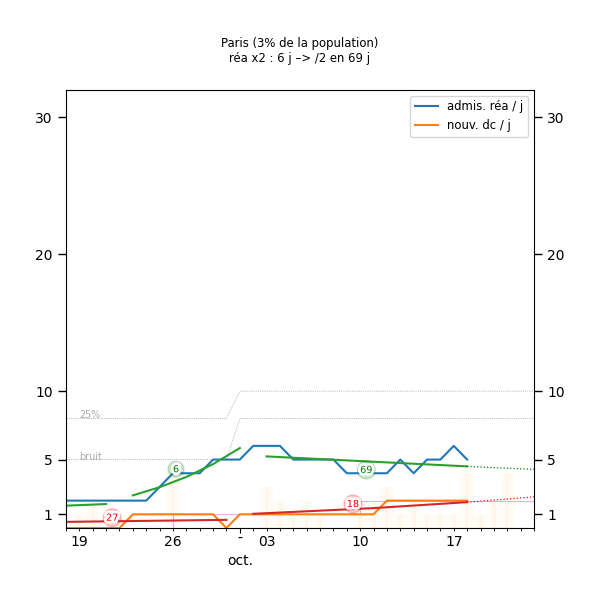 Paris (3% de la population)
réa x2 : 6 j –> /2 en 69 j
admis. réa / j
nouv. dc / j
30 30
20 20
10 10
25%
bruit
5 5
6
69
18
27
1 1
19 26 - 03 10 17
oct.